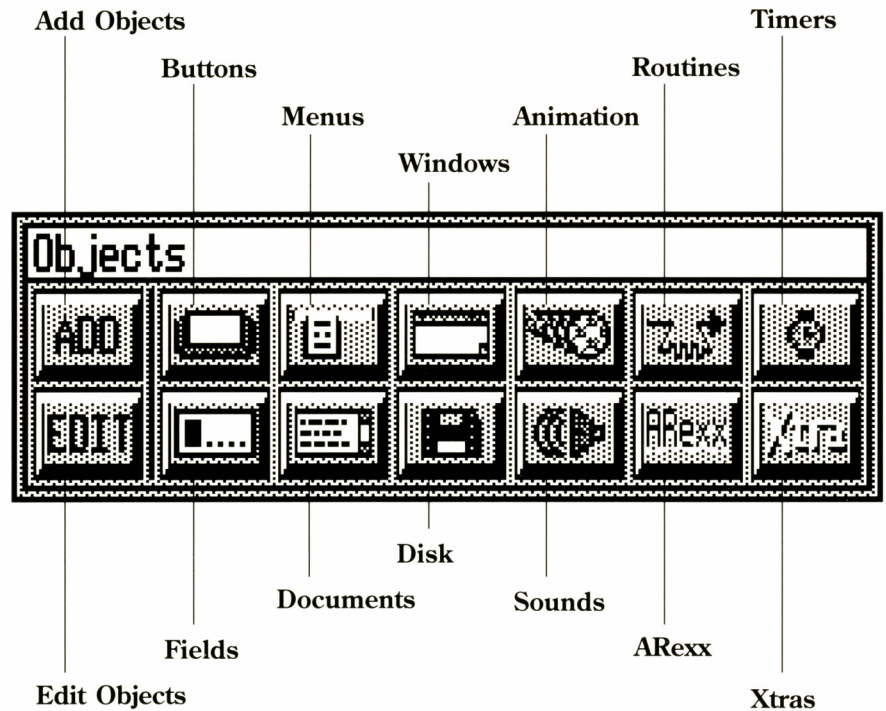 Add Objects
Timers
Buttons
Routines
Menus
Animation
Windows
Objects
ADD
EDIT
ARexx
Disk
Documents
Sounds
Fields
ARexx
Edit Objects
Xtras